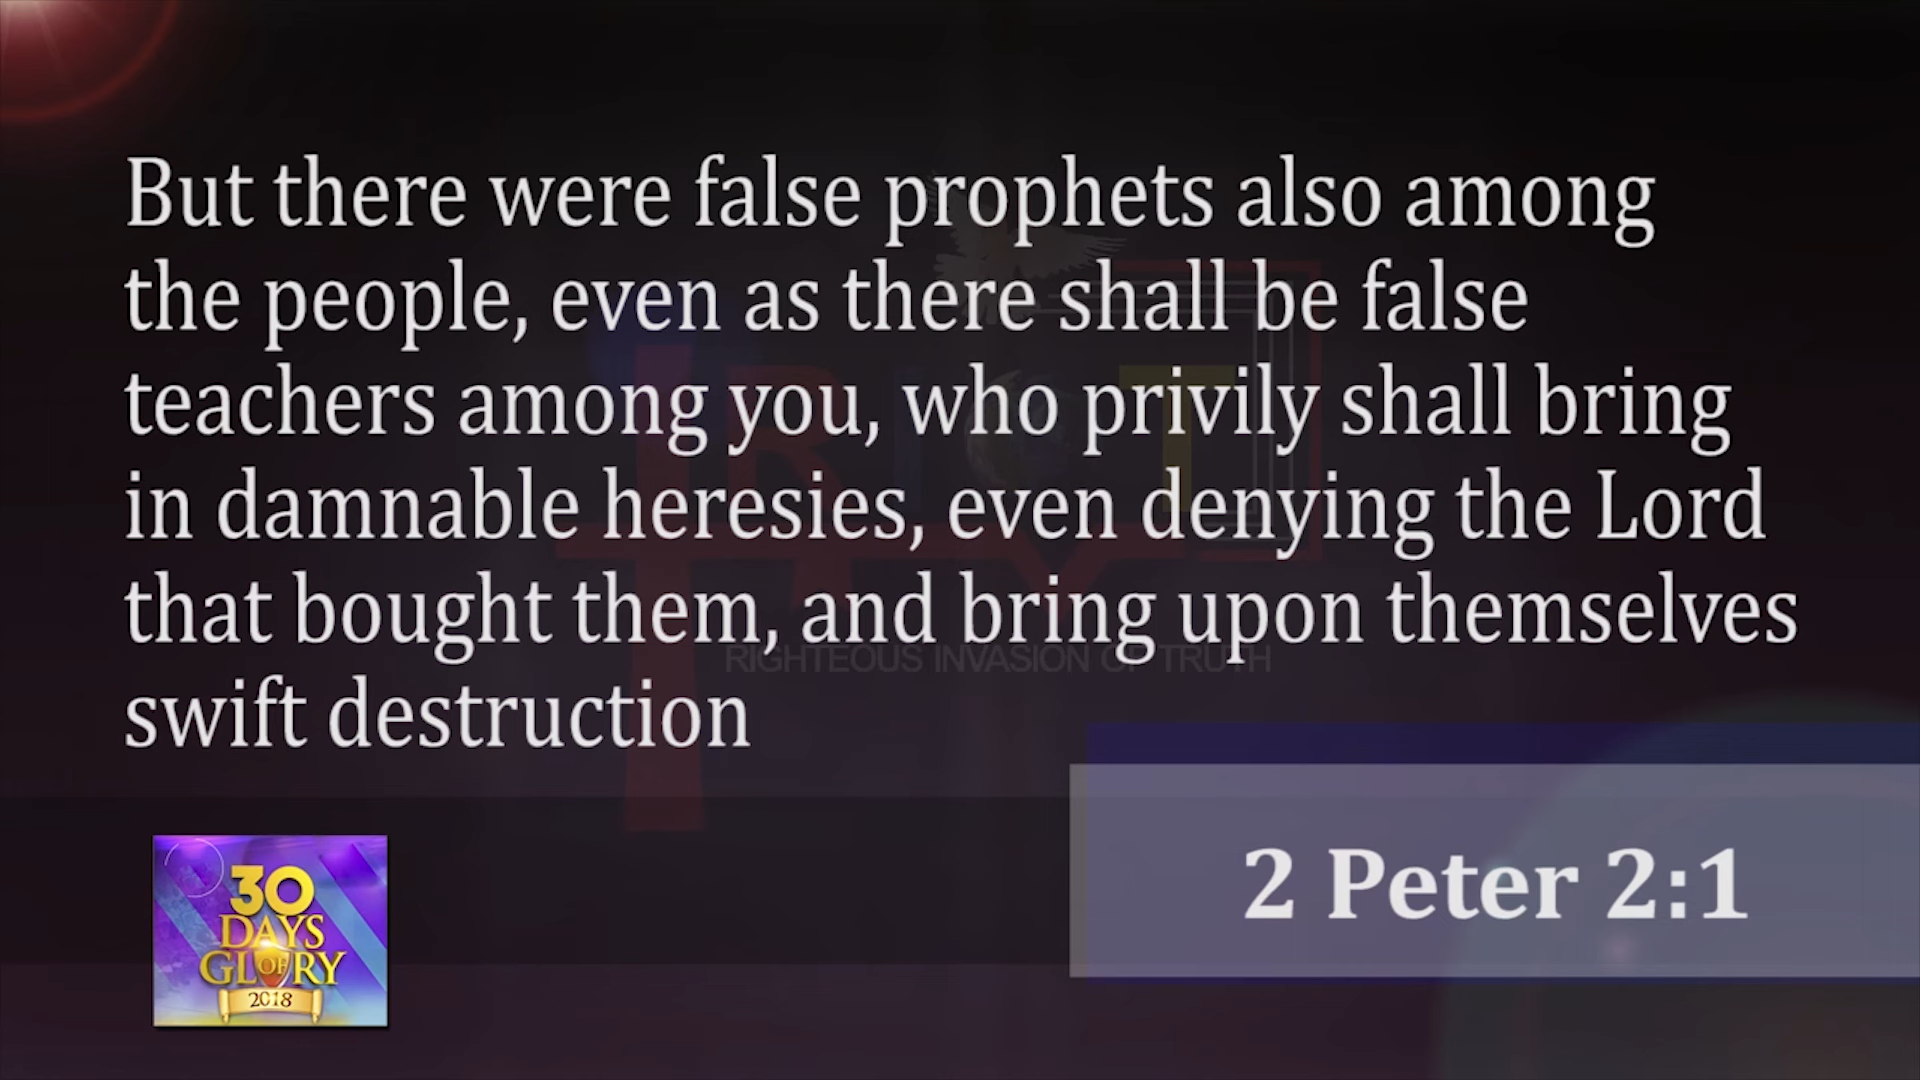 But there were false prophets also among
the people, even as there shall be false
teachers among you, who privily shall bring
in damnable heresies, even denying the Lord
that bought them, and bring upon themselves
swift destruction
RIOT
TV
RIGHTEOUS INVASION OF TRUTH
2 Peter 2:1
30
DAYS
OF
GLORY
2018